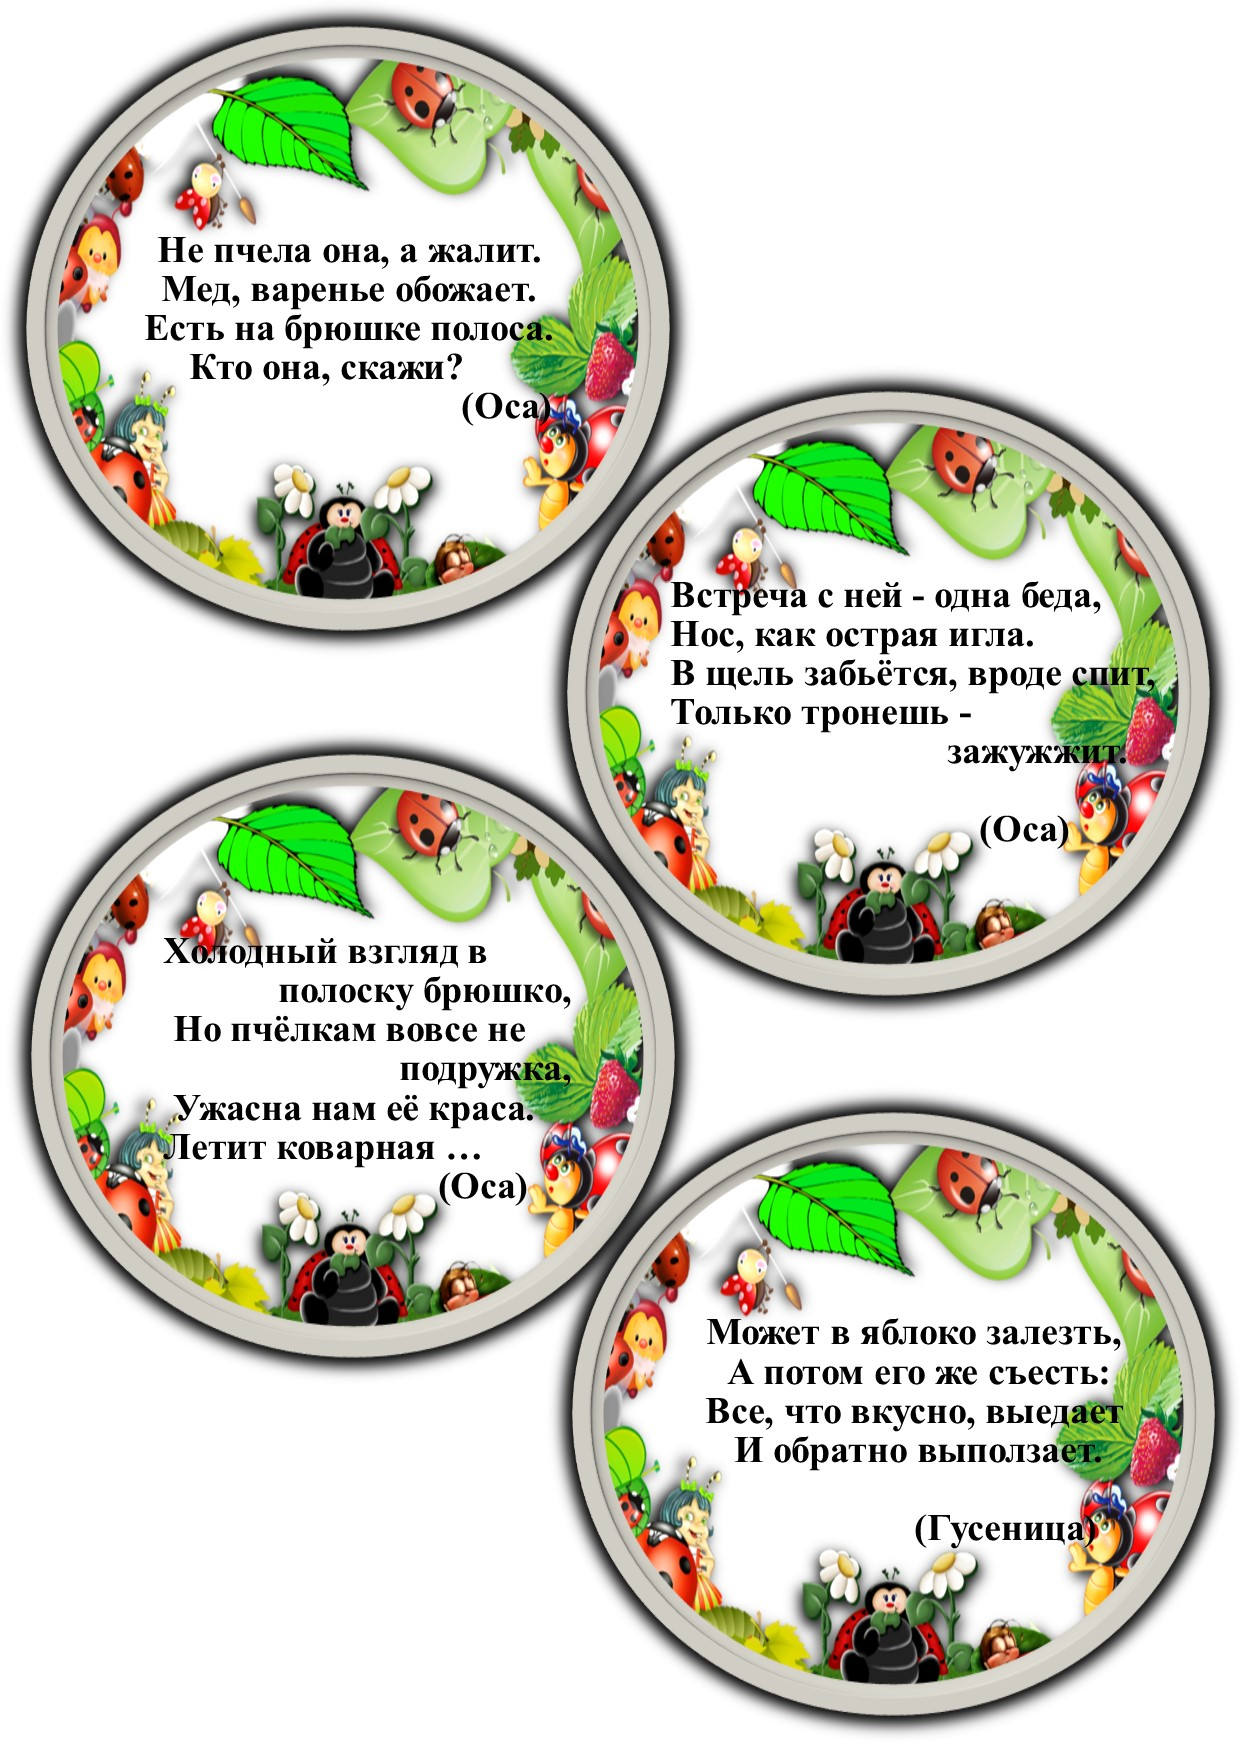 Не пчела она, а жалит.
Мед, варенье обожает.
Есть на брюшке полоса.
Кто она, скажи?
(Оса)
Встреча с ней - одна беда,
Нос, как острая игла.
В щель забьётся, вроде спит,
Только тронешь -
зажужжит.
(Оса)
Холодный взгляд в
полоску брюшко,
Но пчёлкам вовсе не
подружка,
Ужасна нам её краса.
Летит коварная …
(Оса)
Может в яблоко залезть,
А потом его же съесть:
Все, что вкусно, выедает
И обратно выползает.
(Гусеница)